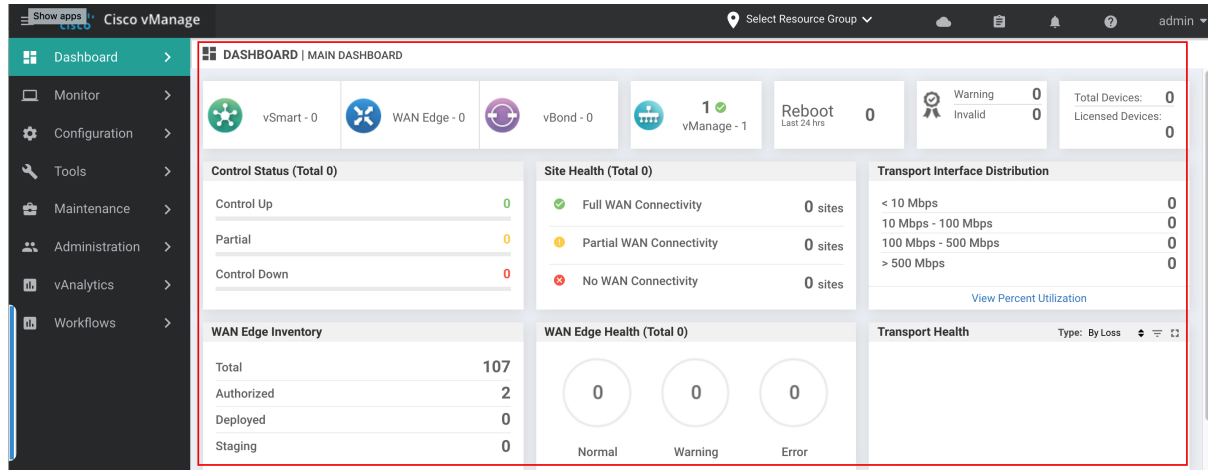 Show apps
cisco
Cisco vManage
Select Resource Group
admin
Dashboard
Monitor
Configuration
Tools
Maintenance
Administration
vAnalytics
Workflows
DASHBOARD | MAIN DASHBOARD
vSmart - 0
WAN Edge - 0
vBond - 0
1
vManage - 1
Reboot 0
Last 24 hrs
Warning 0
Invalid 0
Total Devices: 0
Licensed Devices:
0
Control Status (Total 0)
Control Up 0
Partial 0
Control Down 0
Site Health (Total 0)
Full WAN Connectivity 0 sites
Partial WAN Connectivity 0 sites
No WAN Connectivity 0 sites
Transport Interface Distribution
< 10 Mbps 0
10 Mbps - 100 Mbps 0
100 Mbps - 500 Mbps 0
> 500 Mbps 0
View Percent Utilization
WAN Edge Inventory
Total 107
Authorized 2
Deployed 0
Staging 0
WAN Edge Health (Total 0)
0 0 0
Normal Warning Error
Transport Health Type: By Loss